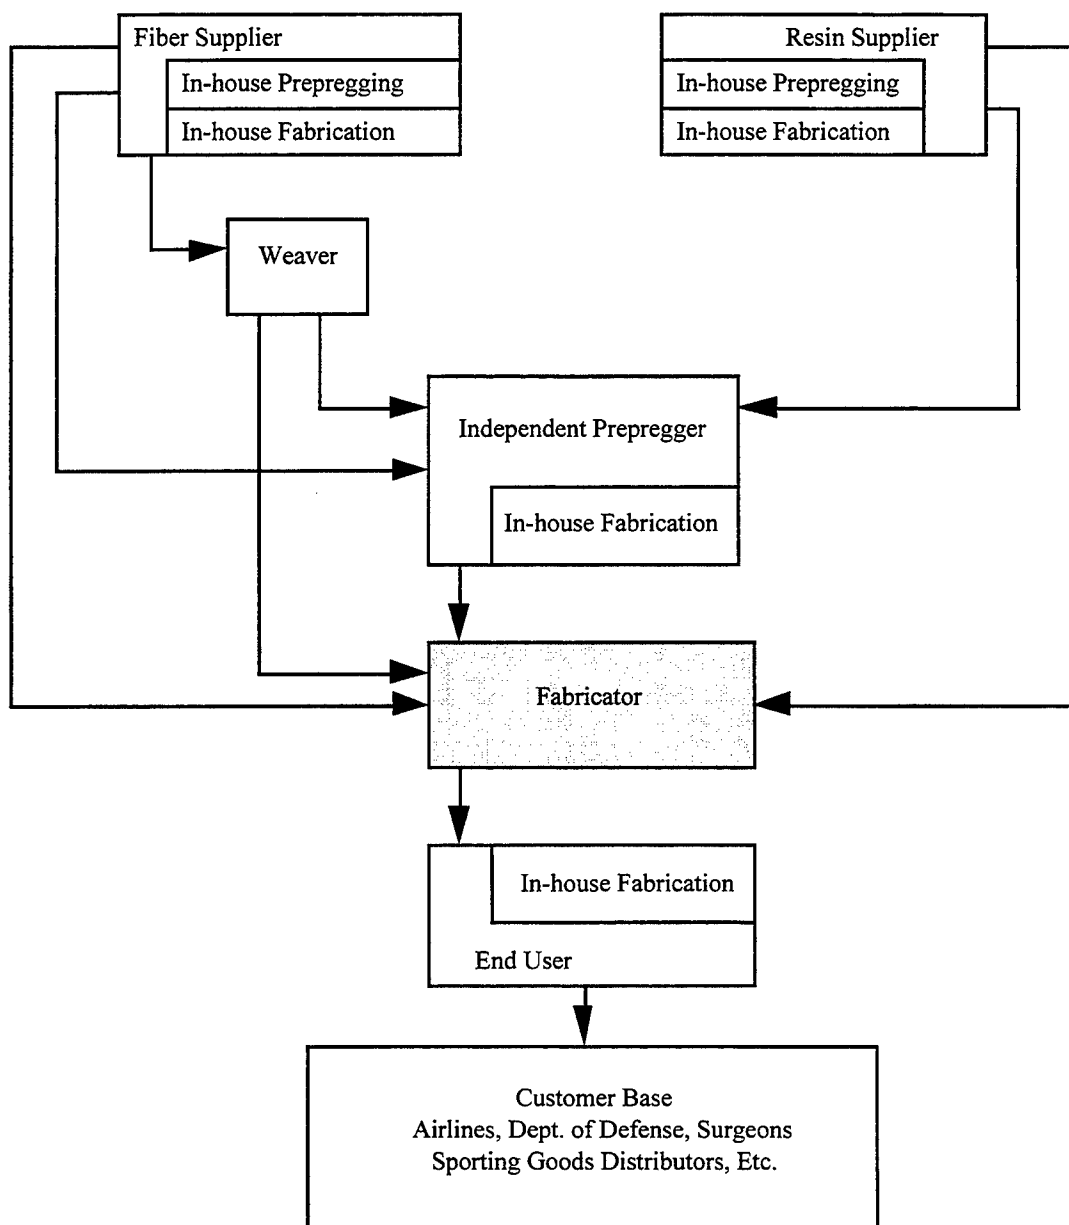 Fiber Supplier
In-house Prepregging
In-house Fabrication
Resin Supplier
In-house Prepregging
In-house Fabrication
Weaver
Independent Prepregger
In-house Fabrication
Fabricator
In-house Fabrication
End User
Customer Base
Airlines, Dept. of Defense, Surgeons
Sporting Goods Distributors, Etc.